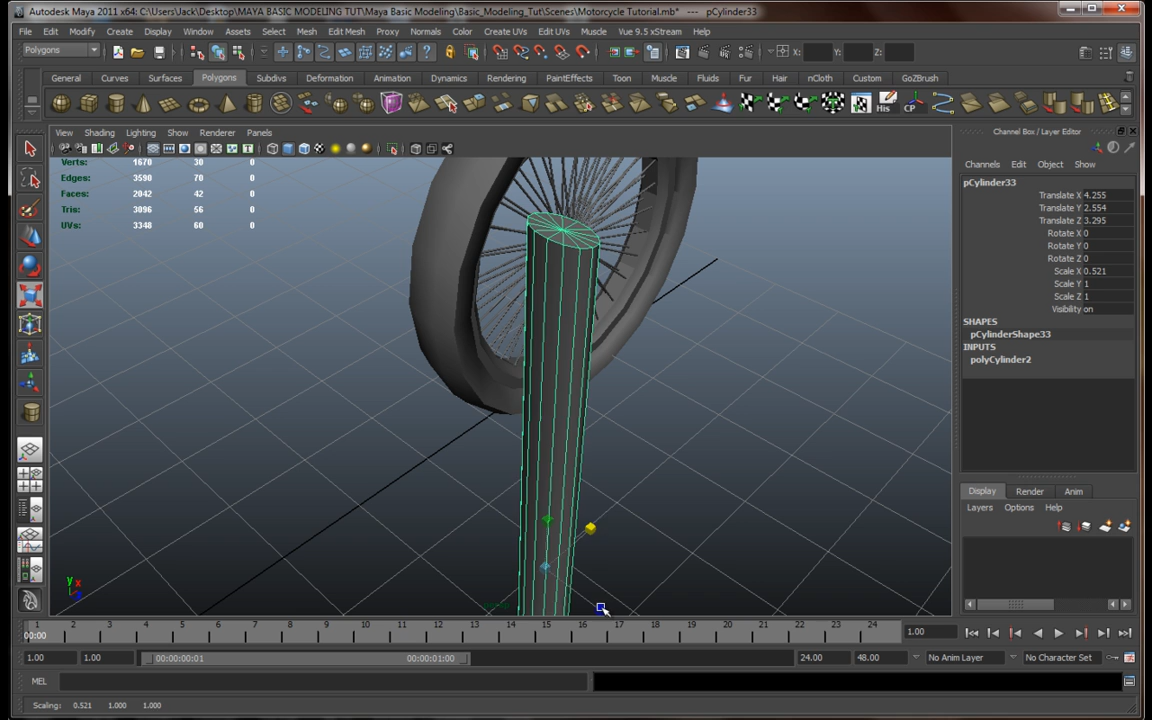 Autodesk Maya 2011 x64: C:\Users\Jack\Desktop\MAYA BASIC MODELING TUT\Maya Basic Modeling\Basic_Modeling_Tut\Scenes\Motorcycle Tutorial.mb* --- pCylinder33
File Edit Modify Create Display Window Assets Select Mesh Edit Mesh Proxy Normals Color Create UVs Edit UVs Muscle Vue 9.5 xStream Help
Polygons X: Y: Z:
General Curves Surfaces Polygons Subdivs Deformation Animation Dynamics Rendering PaintEffects Toon Muscle Fluids Fur Hair nCloth Custom GoZBrush
His CP
View Shading Lighting Show Renderer Panels
Channel Box / Layer Editor
Channels Edit Object Show
Verts: 1670 30 0
Edges: 3590 70 0
Faces: 2042 42 0
Tris: 3096 56 0
UVs: 3348 60 0
pCylinder33
Translate X 4.255
Translate Y 2.554
Translate Z 3.295
Rotate X 0
Rotate Y 0
Rotate Z 0
Scale X 0.521
Scale Y 1
Scale Z 1
Visibility on
SHAPES
pCylinderShape33
INPUTS
polyCylinder2
Display Render Anim
Layers Options Help
y x z
1 2 3 4 5 6 7 8 9 10 11 12 13 14 15 16 17 18 19 20 21 22 23 24
00:00 1.00
1.00 1.00 00:00:00:01 00:00:01:00 24.00 48.00 No Anim Layer No Character Set
MEL
Scaling: 0.521 1.000 1.000